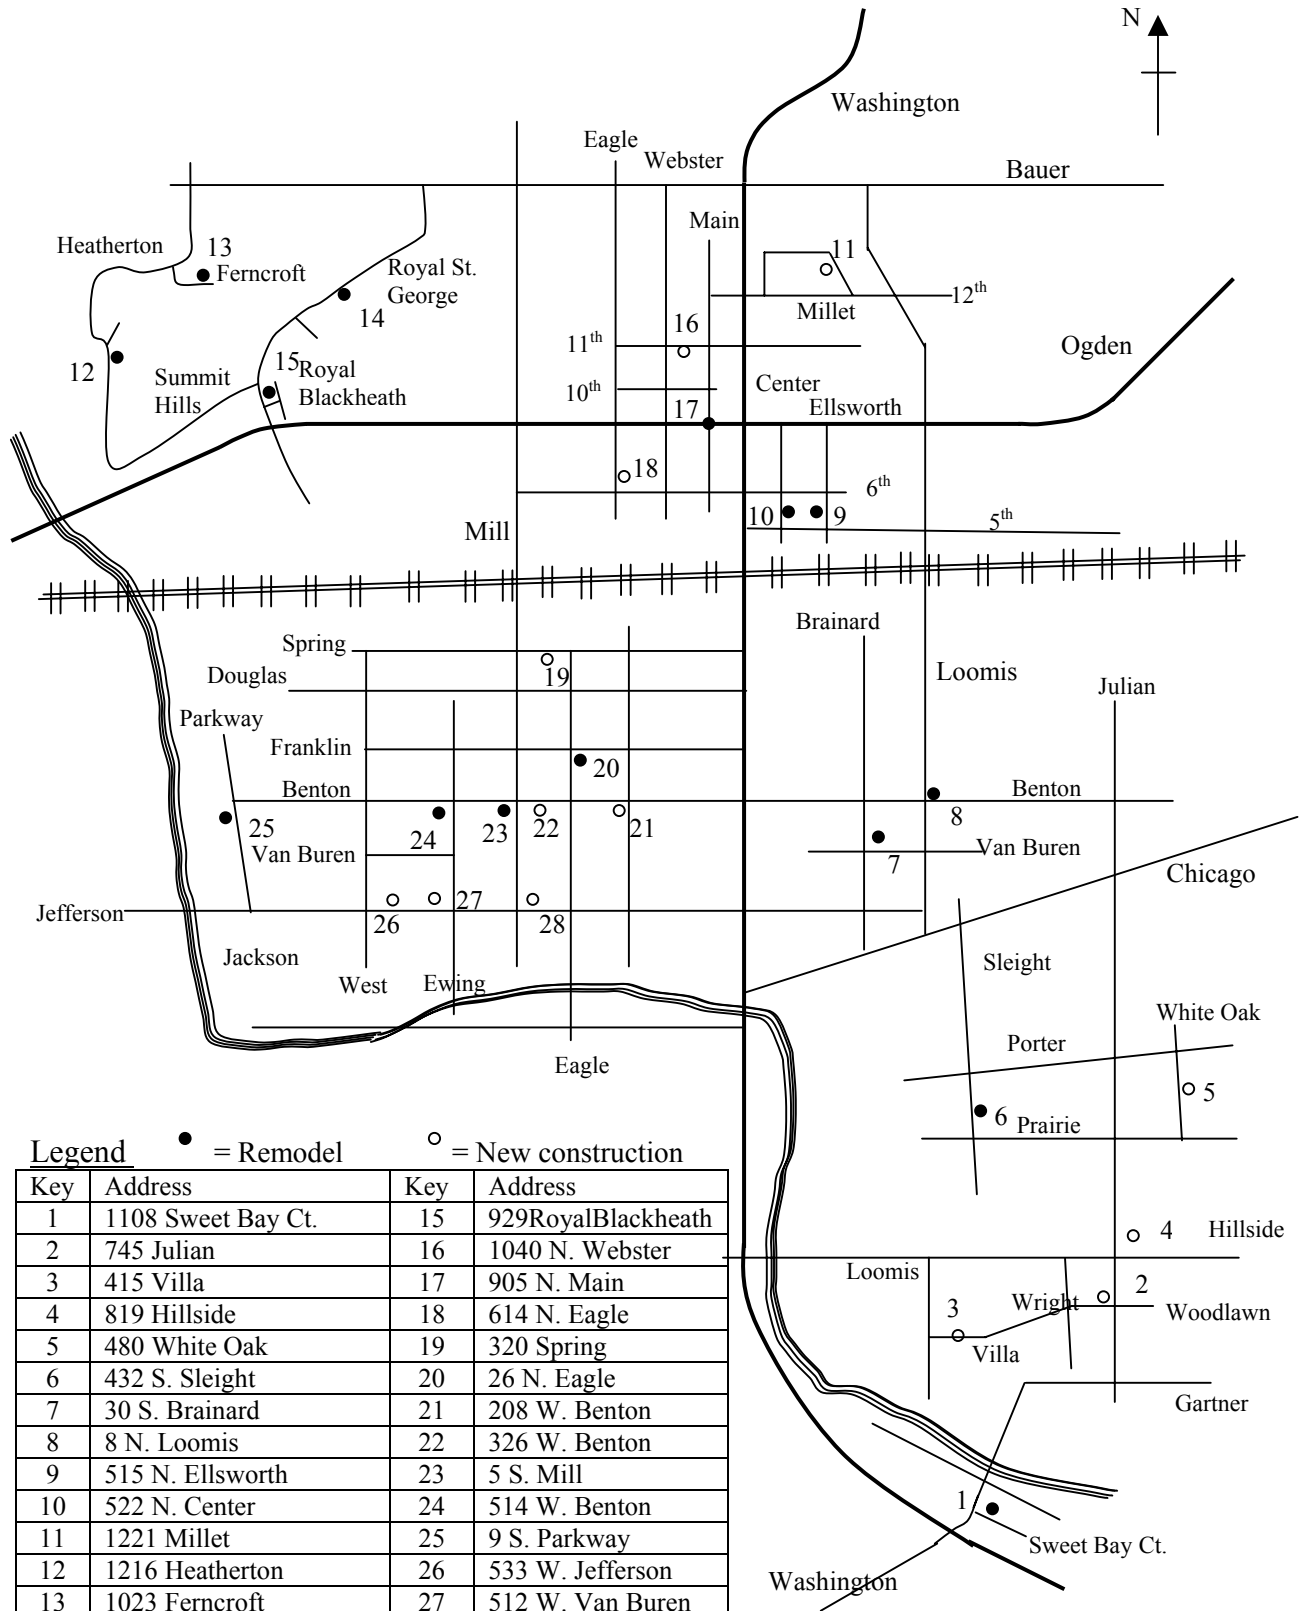 N
Washington
Eagle
Webster
Bauer
Main
Heatherton
13
11
Ferncroft
Royal St.
George
12th
Millet
14
16
11th
Ogden
12
15
Royal
Blackheath
Summit
Hills
10th
Center
17
Ellsworth
18
6th
10
9
5th
Mill
Brainard
Spring
Douglas
19
Loomis
Julian
Parkway
Franklin
20
Benton
Benton
25
24
23
22
21
8
Van Buren
7
Van Buren
Chicago
Jefferson
26
27
28
Jackson
West
Ewing
Sleight
White Oak
Porter
Eagle
5
6
Prairie
4
Hillside
Loomis
3
Wright
2
Woodlawn
Villa
Gartner
1
Sweet Bay Ct.
Washington
Legend = Remodel = New construction
Key Address Key Address
1 1108 Sweet Bay Ct. 15 929RoyalBlackheath
2 745 Julian 16 1040 N. Webster
3 415 Villa 17 905 N. Main
4 819 Hillside 18 614 N. Eagle
5 480 White Oak 19 320 Spring
6 432 S. Sleight 20 26 N. Eagle
7 30 S. Brainard 21 208 W. Benton
8 8 N. Loomis 22 326 W. Benton
9 515 N. Ellsworth 23 5 S. Mill
10 522 N. Center 24 514 W. Benton
11 1221 Millet 25 9 S. Parkway
12 1216 Heatherton 26 533 W. Jefferson
13 1023 Ferncroft 27 512 W. Van Buren